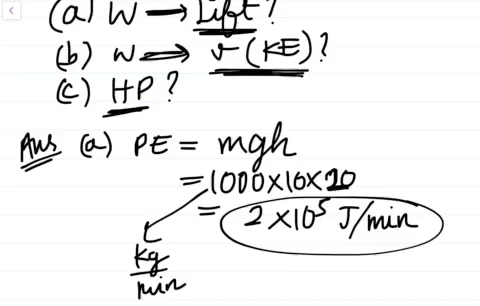 (a) W → Lift?
(b) W ⟹ v (KE)?
(c) HP?
Ans (a) PE = mgh
= 1000×10×20
= 2×10⁵ J/min
kg
min